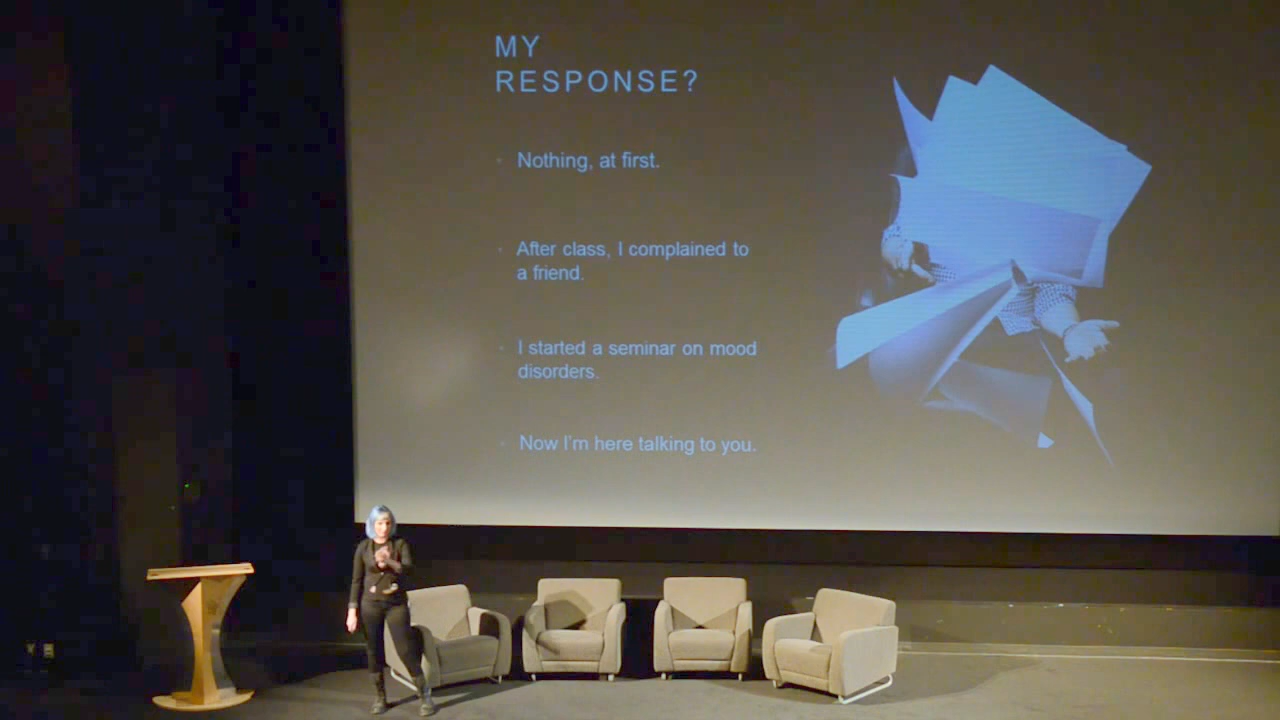 MY
RESPONSE?
Nothing, at first.
After class, I complained to
a friend.
I started a seminar on mood
disorders.
Now I'm here talking to you.